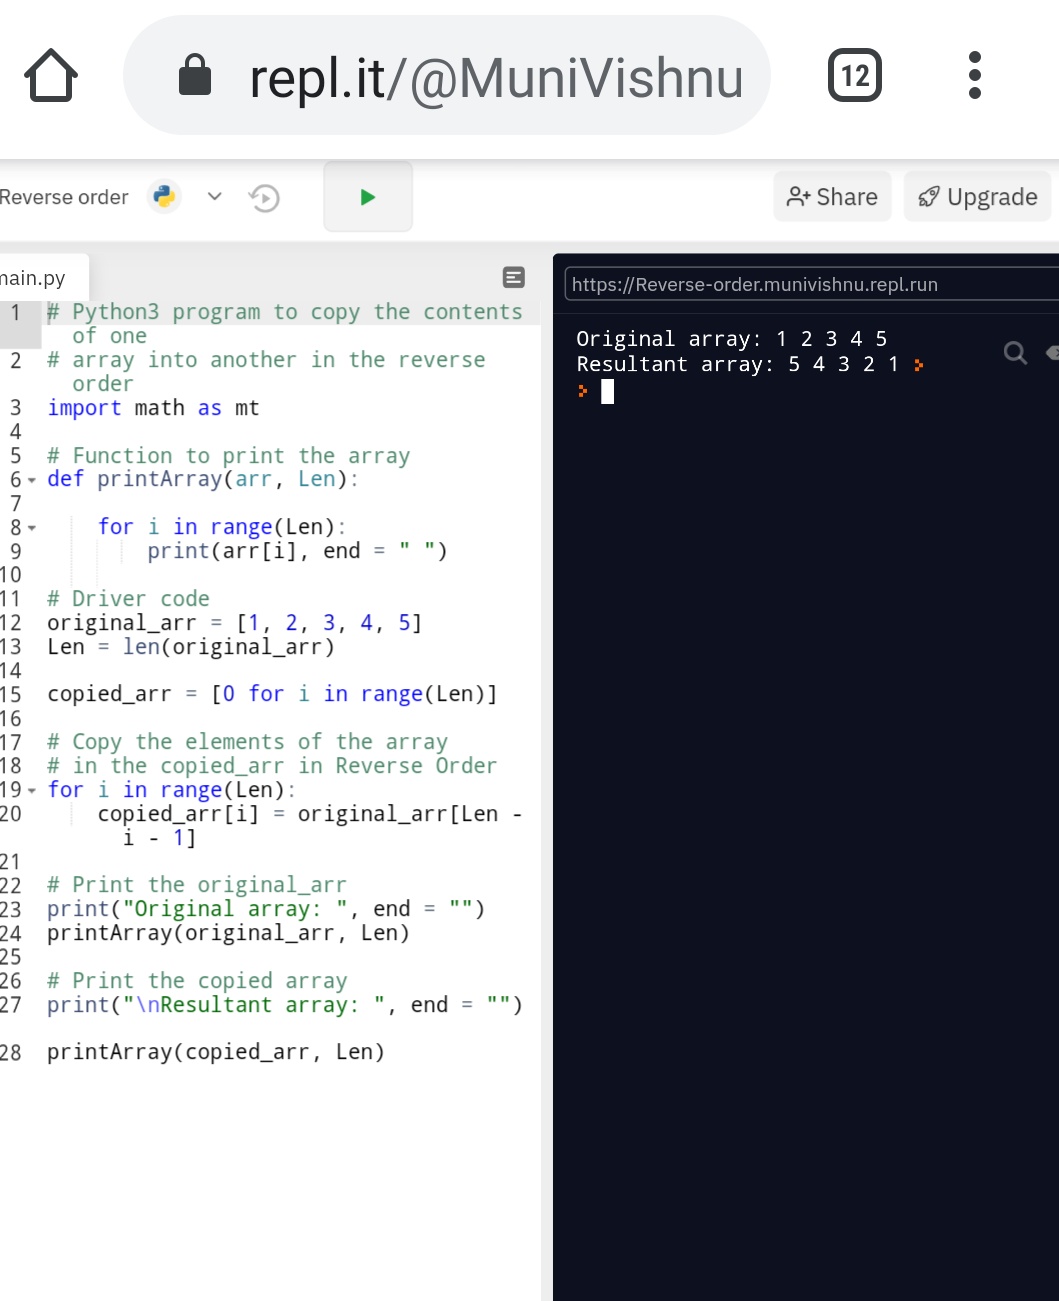 repl.it/@MuniVishnu
12
Reverse order
Share
Upgrade
main.py
1 # Python3 program to copy the contents
of one
2 # array into another in the reverse
order
3 import math as mt
4
5 # Function to print the array
6 def printArray(arr, Len):
7
8 for i in range(Len):
9 print(arr[i], end = " ")
10
11 # Driver code
12 original_arr = [1, 2, 3, 4, 5]
13 Len = len(original_arr)
14
15 copied_arr = [0 for i in range(Len)]
16
17 # Copy the elements of the array
18 # in the copied_arr in Reverse Order
19 for i in range(Len):
20 copied_arr[i] = original_arr[Len -
i - 1]
21
22 # Print the original_arr
23 print("Original array: ", end = "")
24 printArray(original_arr, Len)
25
26 # Print the copied array
27 print("\nResultant array: ", end = "")
28 printArray(copied_arr, Len)
https://Reverse-order.munivishnu.repl.run
Original array: 1 2 3 4 5
Resultant array: 5 4 3 2 1 >
>